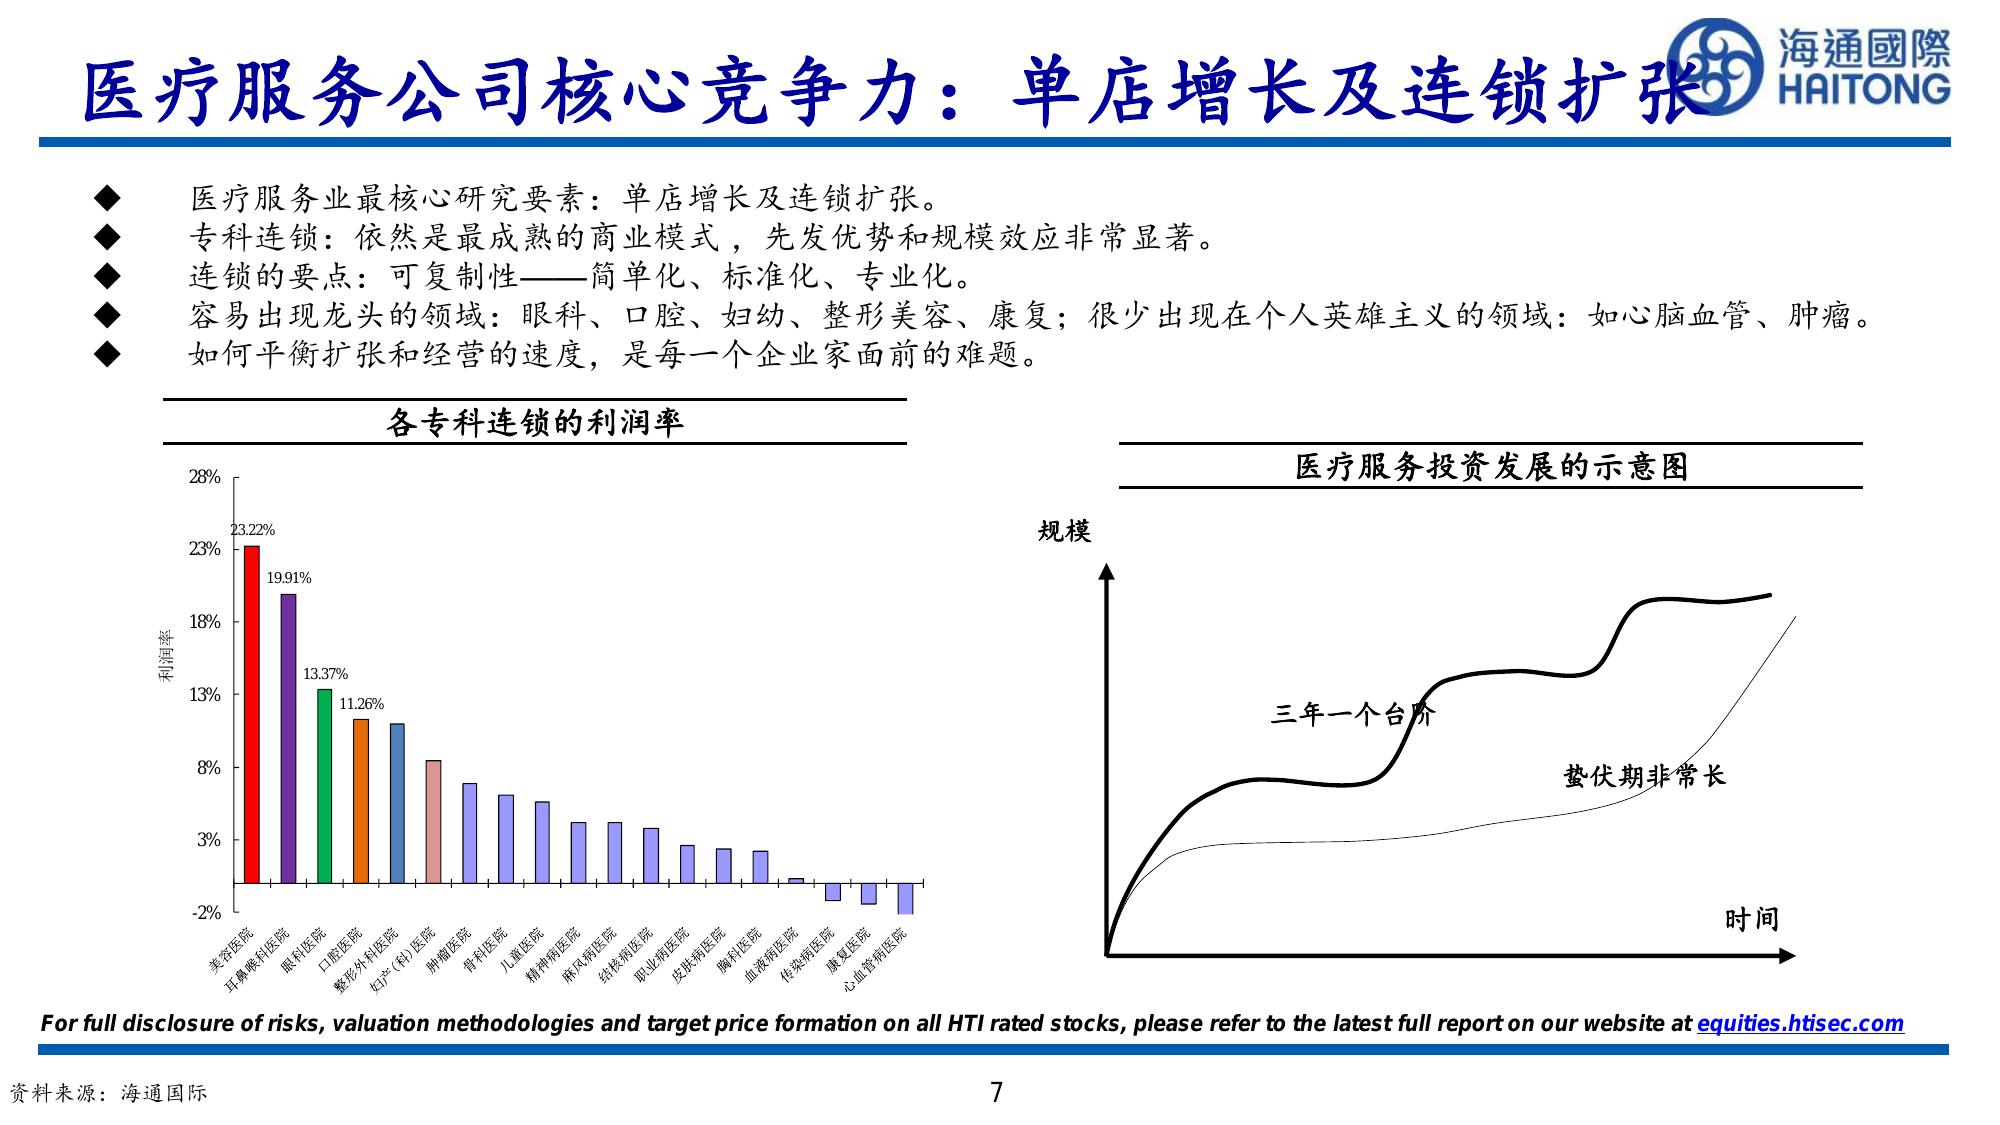 医疗服务公司核心竞争力：单店增长及连锁扩张
海通國際
HAITONG
◆ 医疗服务业最核心研究要素：单店增长及连锁扩张。
◆ 专科连锁：依然是最成熟的商业模式，先发优势和规模效应非常显著。
◆ 连锁的要点：可复制性——简单化、标准化、专业化。
◆ 容易出现龙头的领域：眼科、口腔、妇幼、整形美容、康复；很少出现在个人英雄主义的领域：如心脑血管、肿瘤。
◆ 如何平衡扩张和经营的速度，是每一个企业家面前的难题。
各专科连锁的利润率
利润率
28%
23%
18%
13%
8%
3%
-2%
23.22%
19.91%
13.37%
11.26%
美容医院
耳鼻喉科医院
眼科医院
口腔医院
整形外科医院
妇产(科)医院
肿瘤医院
骨科医院
儿童医院
精神病医院
麻风病医院
结核病医院
职业病医院
皮肤病医院
胸科医院
血液病医院
传染病医院
康复医院
心血管病医院
医疗服务投资发展的示意图
规模
三年一个台阶
蛰伏期非常长
时间
For full disclosure of risks, valuation methodologies and target price formation on all HTI rated stocks, please refer to the latest full report on our website at equities.htisec.com
资料来源：海通国际
7